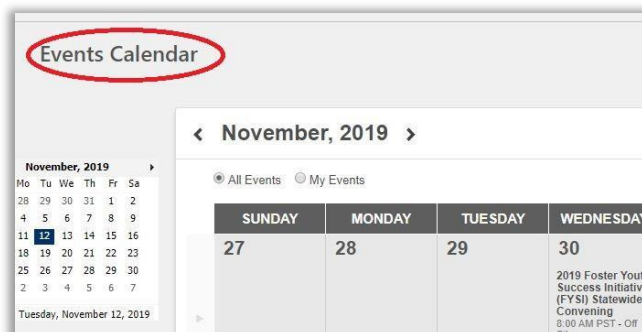 Events Calendar
November, 2019
November, 2019
Mo Tu We Th Fr Sa
28 29 30 31 1 2
4 5 6 7 8 9
11 12 13 14 15 16
18 19 20 21 22 23
25 26 27 28 29 30
2 3 4 5 6 7
Tuesday, November 12, 2019
All Events My Events
SUNDAY MONDAY TUESDAY WEDNESDAY
27 28 29 30
2019 Foster Yout
Success Initiativ
(FYSI) Statewide
Convening
8:00 AM PST - Off